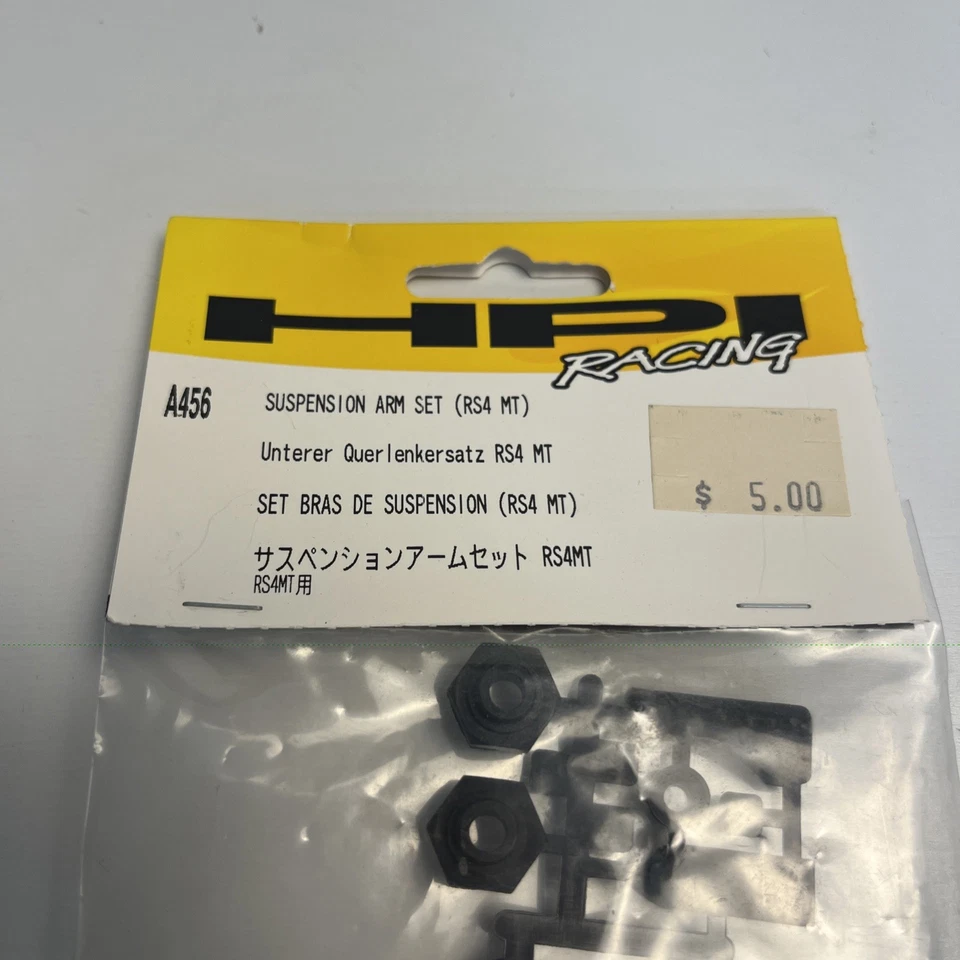 HPI
RACING
A456
SUSPENSION ARM SET (RS4 MT)
Unterer Querlenkersatz RS4 MT
$ 5.00
SET BRAS DE SUSPENSION (RS4 MT)
サスペンションアームセット RS4MT
RS4MT用